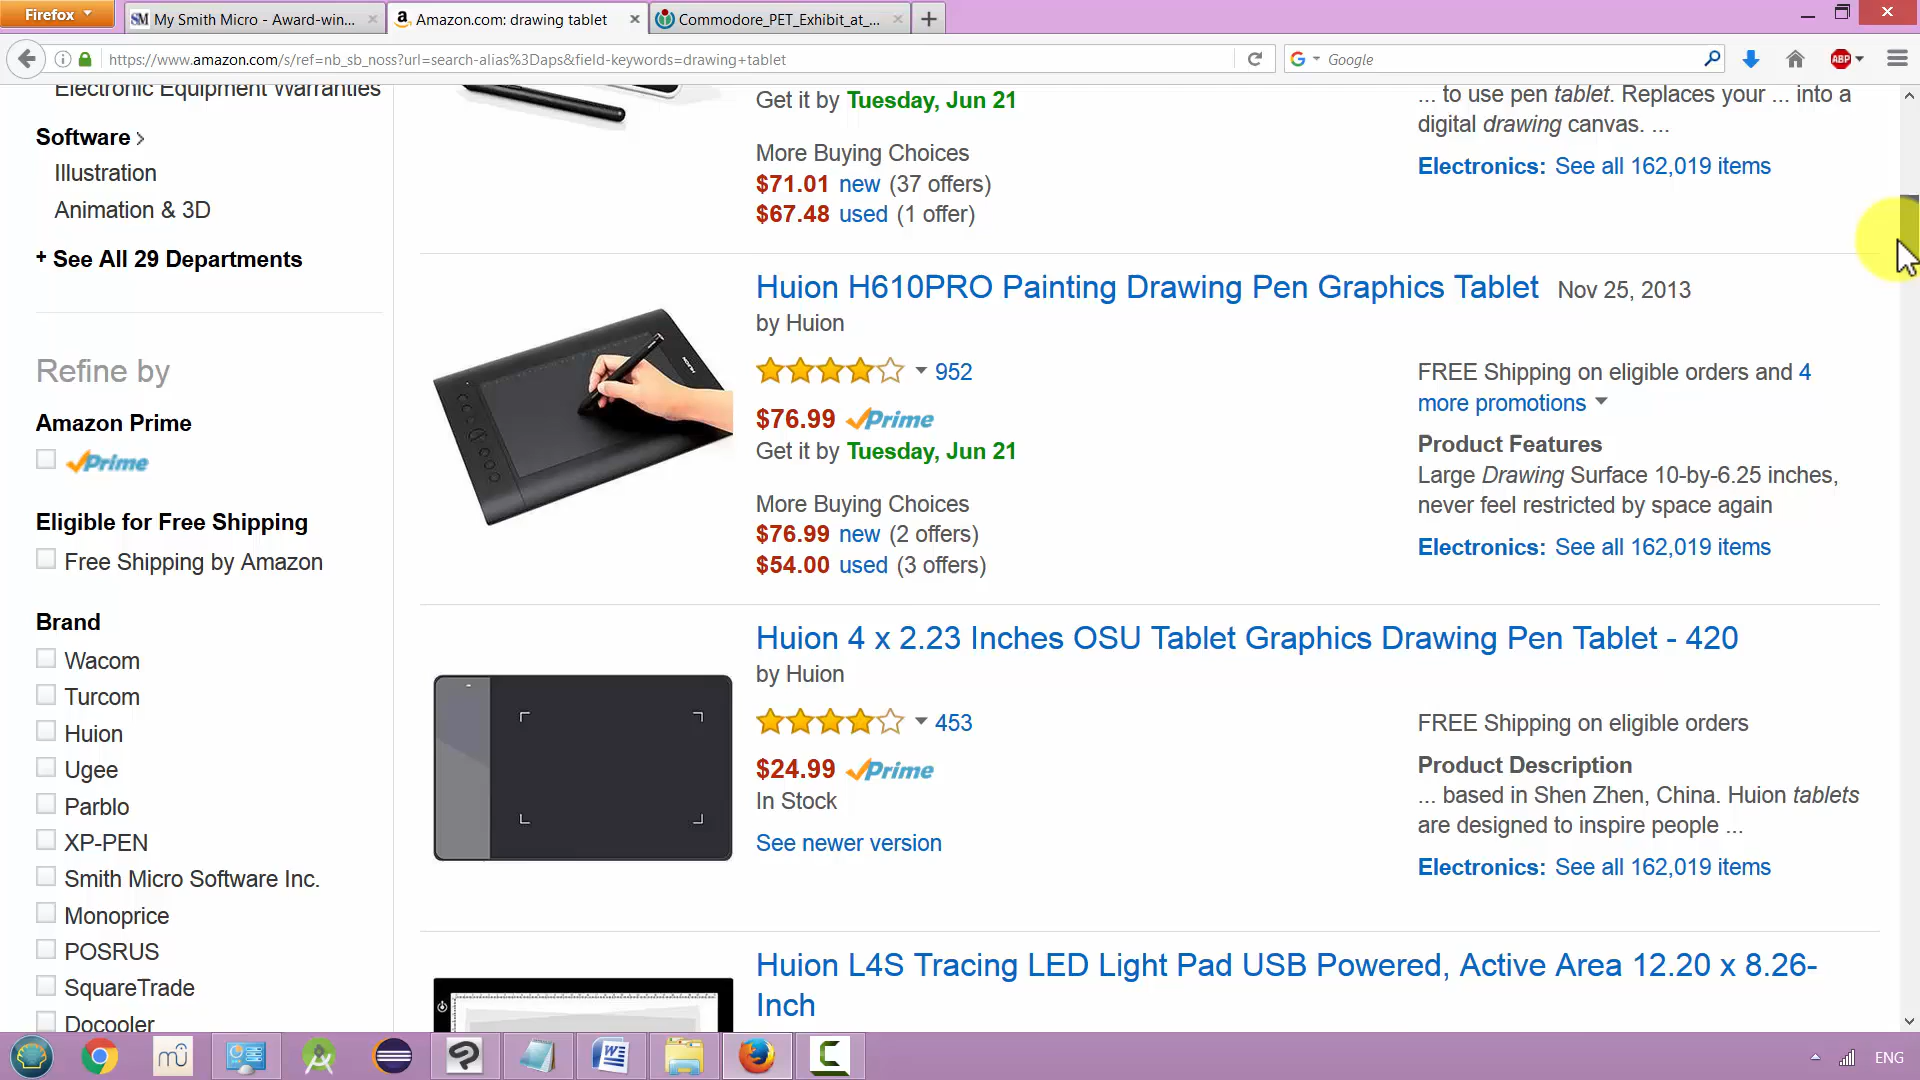 Firefox
My Smith Micro - Award-win...
Amazon.com: drawing tablet
Commodore_PET_Exhibit_at_...
https://www.amazon.com/s/ref=nb_sb_noss?url=search-alias%3Daps&field-keywords=drawing+tablet
Google
ABP
Electronic Equipment Warranties
Software
Illustration
Animation & 3D
+ See All 29 Departments
Refine by
Amazon Prime
Prime
Eligible for Free Shipping
Free Shipping by Amazon
Brand
Wacom
Turcom
Huion
Ugee
Parblo
XP-PEN
Smith Micro Software Inc.
Monoprice
POSRUS
SquareTrade
Docooler
Get it by Tuesday, Jun 21
More Buying Choices
$71.01 new (37 offers)
$67.48 used (1 offer)
... to use pen tablet. Replaces your ... into a
digital drawing canvas. ...
Electronics: See all 162,019 items
Huion H610PRO Painting Drawing Pen Graphics Tablet Nov 25, 2013
by Huion
952
$76.99 Prime
Get it by Tuesday, Jun 21
More Buying Choices
$76.99 new (2 offers)
$54.00 used (3 offers)
FREE Shipping on eligible orders and 4
more promotions
Product Features
Large Drawing Surface 10-by-6.25 inches,
never feel restricted by space again
Electronics: See all 162,019 items
HUION
Huion 4 x 2.23 Inches OSU Tablet Graphics Drawing Pen Tablet - 420
by Huion
453
$24.99 Prime
In Stock
See newer version
FREE Shipping on eligible orders
Product Description
... based in Shen Zhen, China. Huion tablets
are designed to inspire people ...
Electronics: See all 162,019 items
Huion L4S Tracing LED Light Pad USB Powered, Active Area 12.20 x 8.26-
Inch
ENG